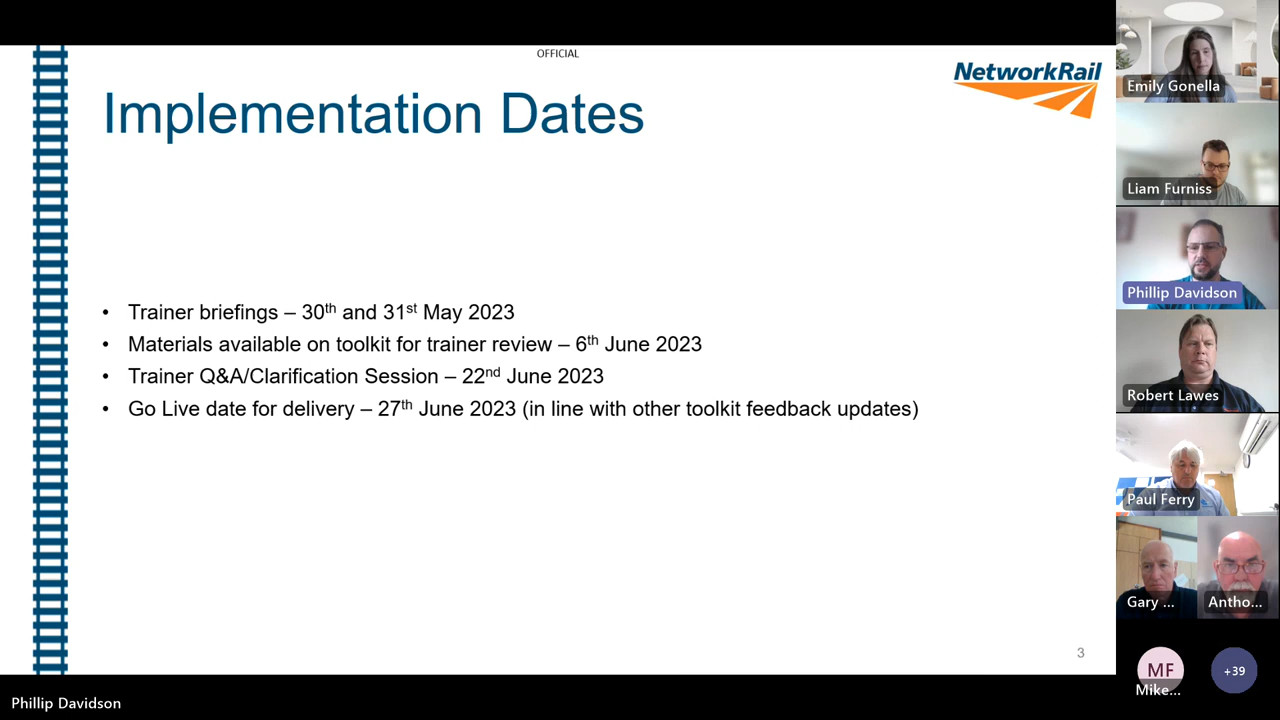 OFFICIAL
NetworkRail
Implementation Dates
• Trainer briefings – 30th and 31st May 2023
• Materials available on toolkit for trainer review – 6th June 2023
• Trainer Q&A/Clarification Session – 22nd June 2023
• Go Live date for delivery – 27th June 2023 (in line with other toolkit feedback updates)
3
Phillip Davidson
Emily Gonella
Liam Furniss
Phillip Davidson
Robert Lawes
Paul Ferry
Gary ...
Antho...
MF
Mike...
+39